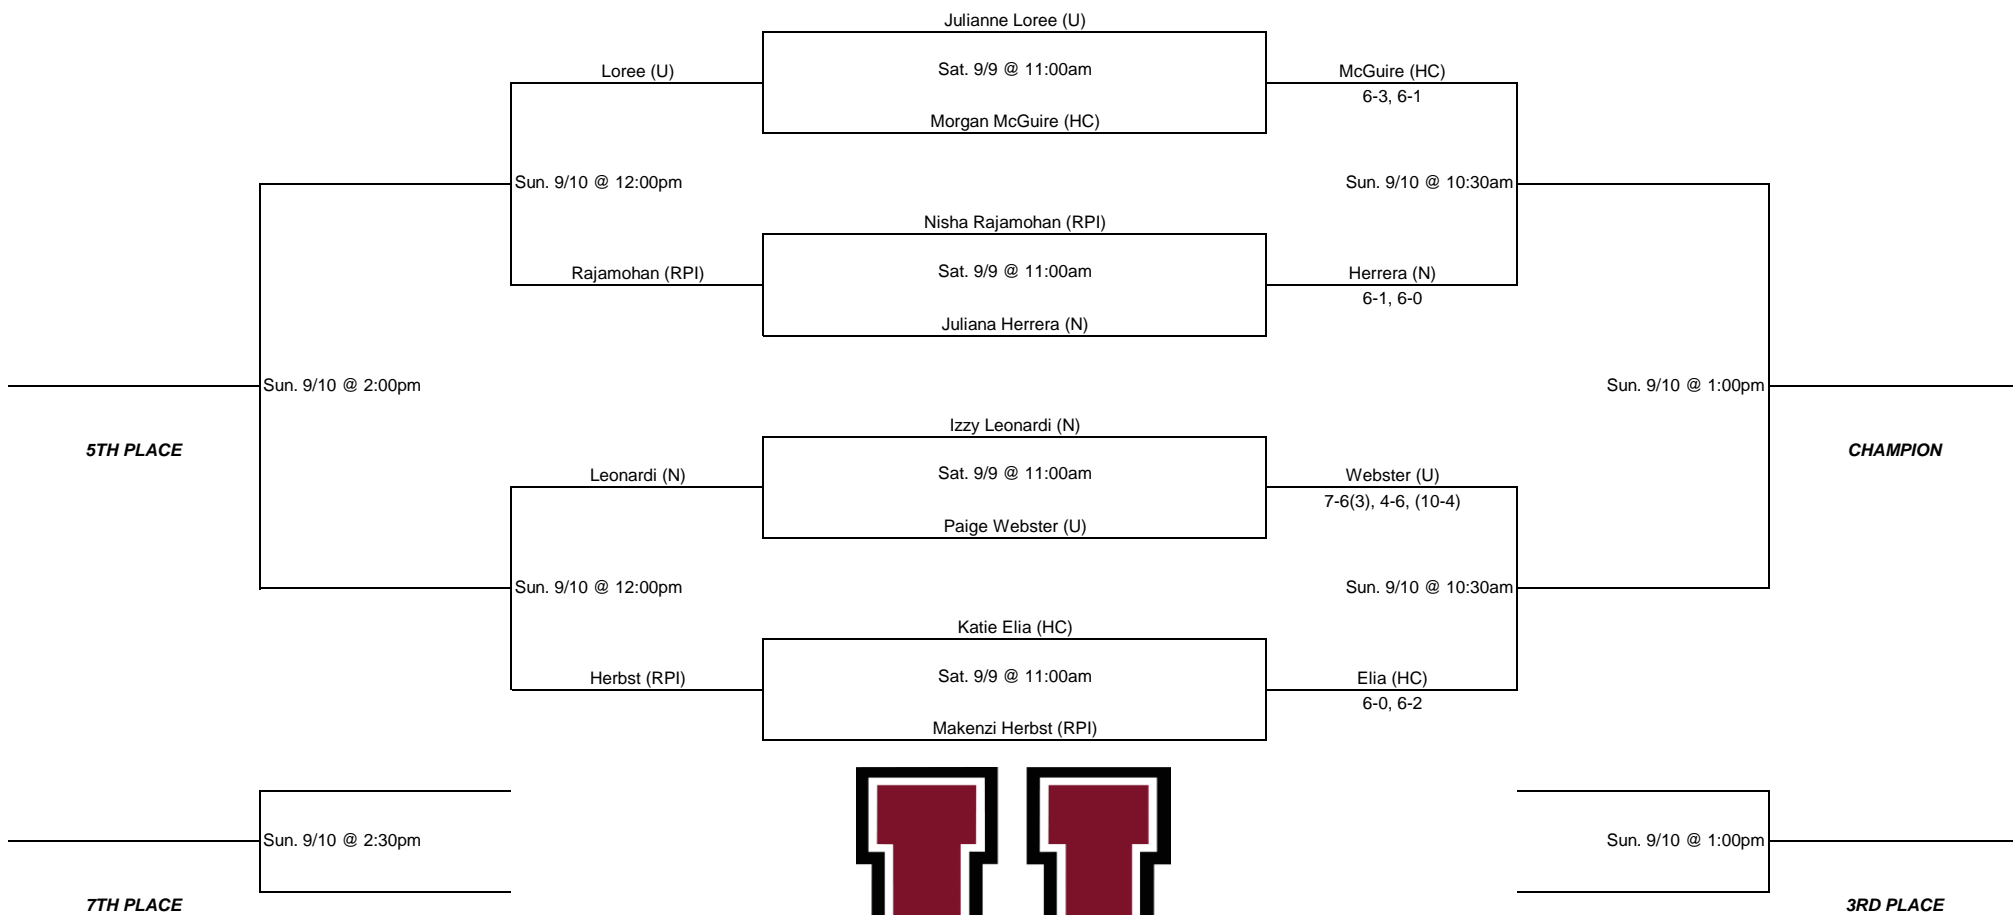 Julianne Loree (U)
Loree (U)
Sat. 9/9 @ 11:00am
McGuire (HC)
6-3, 6-1
Morgan McGuire (HC)
Sun. 9/10 @ 12:00pm
Sun. 9/10 @ 10:30am
Nisha Rajamohan (RPI)
Rajamohan (RPI)
Sat. 9/9 @ 11:00am
Herrera (N)
6-1, 6-0
Juliana Herrera (N)
Sun. 9/10 @ 2:00pm
Sun. 9/10 @ 1:00pm
Izzy Leonardi (N)
5TH PLACE
CHAMPION
Leonardi (N)
Sat. 9/9 @ 11:00am
Webster (U)
7-6(3), 4-6, (10-4)
Paige Webster (U)
Sun. 9/10 @ 12:00pm
Sun. 9/10 @ 10:30am
Katie Elia (HC)
Herbst (RPI)
Sat. 9/9 @ 11:00am
Elia (HC)
6-0, 6-2
Makenzi Herbst (RPI)
Sun. 9/10 @ 2:30pm
Sun. 9/10 @ 1:00pm
7TH PLACE
3RD PLACE